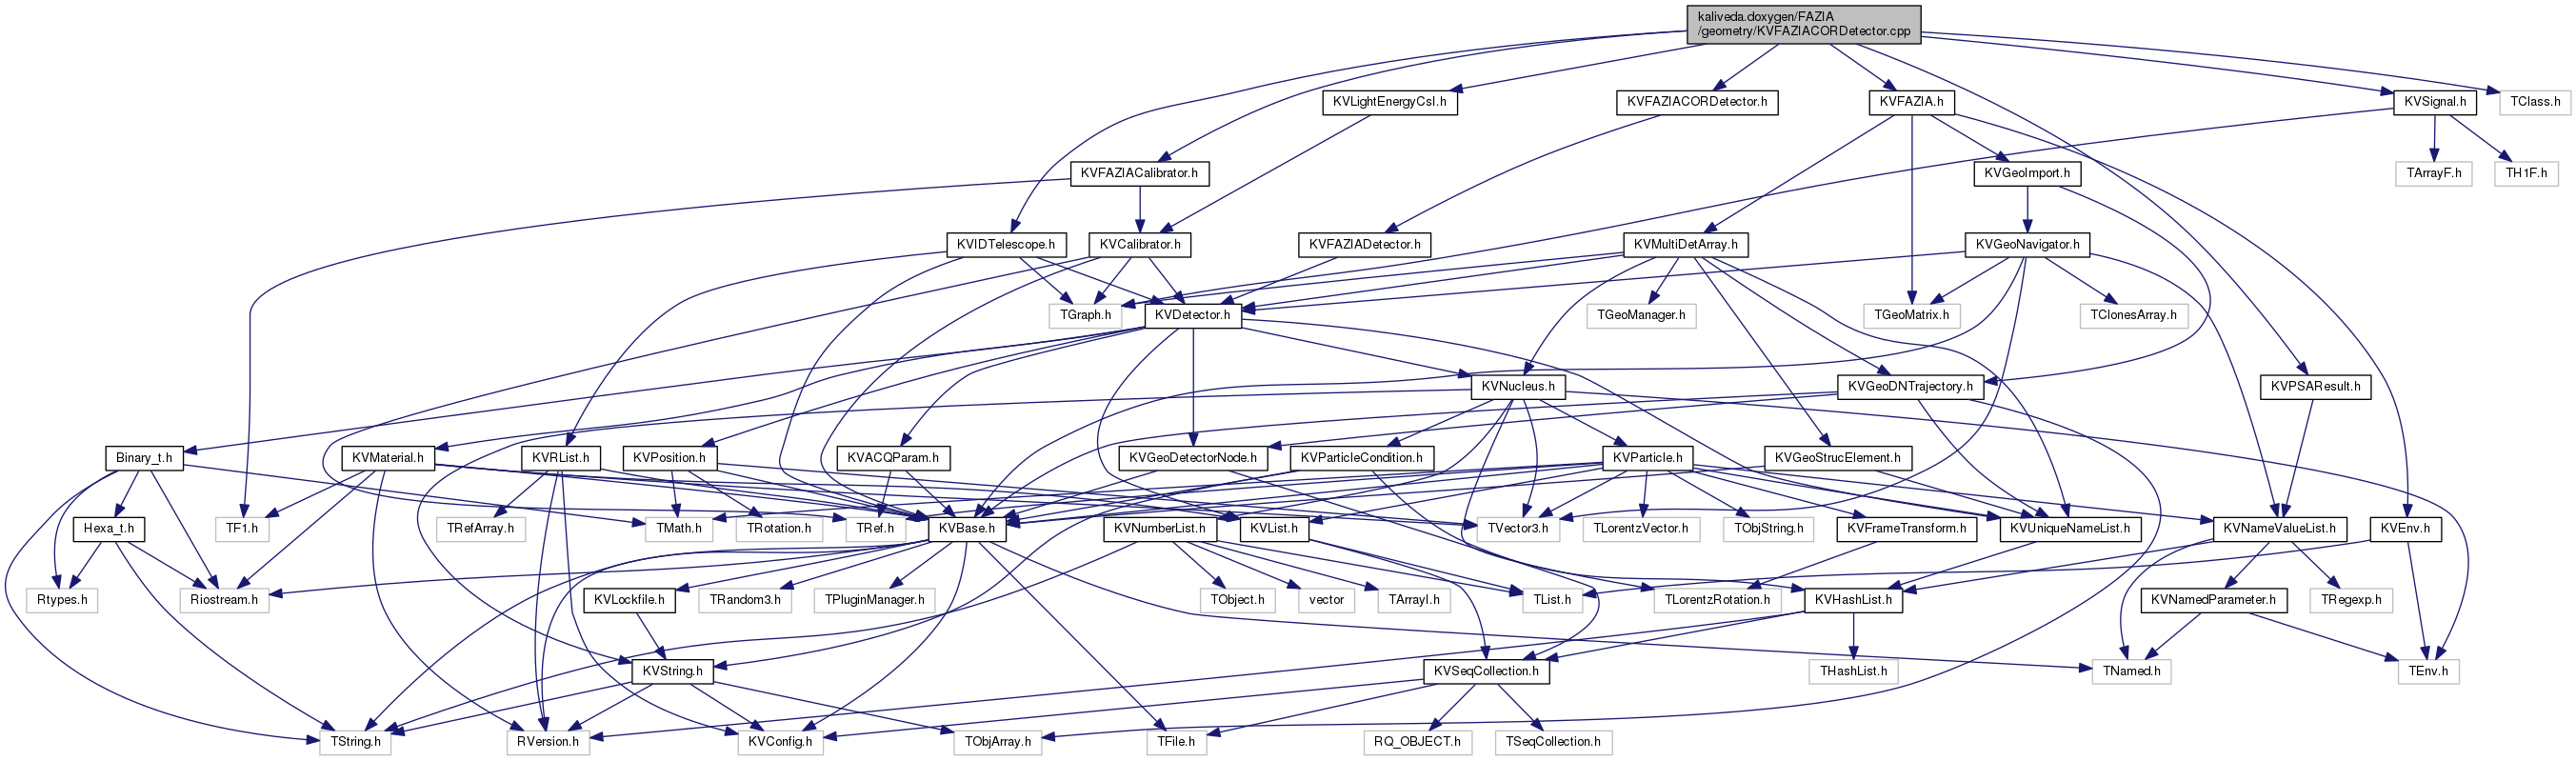 kaliveda.doxygen/FAZIA
/geometry/KVFAZIACORDetector.cpp
KVLightEnergyCsI.h
KVFAZIACORDetector.h
KVFAZIA.h
KVSignal.h
TClass.h
KVFAZIACalibrator.h
KVGeoImport.h
TArrayF.h
TH1F.h
KVIDTelescope.h
KVCalibrator.h
KVFAZIADetector.h
KVMultiDetArray.h
KVGeoNavigator.h
TGraph.h
KVDetector.h
TGeoManager.h
TGeoMatrix.h
TClonesArray.h
KVNucleus.h
KVGeoDNTrajectory.h
KVPSAResult.h
Binary_t.h
KVMaterial.h
KVRList.h
KVPosition.h
KVACQParam.h
KVGeoDetectorNode.h
KVParticleCondition.h
KVParticle.h
KVGeoStrucElement.h
Hexa_t.h
TF1.h
TRefArray.h
TMath.h
TRotation.h
TRef.h
KVBase.h
KVNumberList.h
KVList.h
TVector3.h
TLorentzVector.h
TObjString.h
KVFrameTransform.h
KVUniqueNameList.h
KVNameValueList.h
KVEnv.h
Rtypes.h
Riostream.h
KVLockfile.h
TRandom3.h
TPluginManager.h
TObject.h
vector
TArrayI.h
TList.h
TLorentzRotation.h
KVHashList.h
KVNamedParameter.h
TRegexp.h
KVString.h
KVSeqCollection.h
THashList.h
TNamed.h
TEnv.h
TString.h
RVersion.h
KVConfig.h
TObjArray.h
TFile.h
RQ_OBJECT.h
TSeqCollection.h